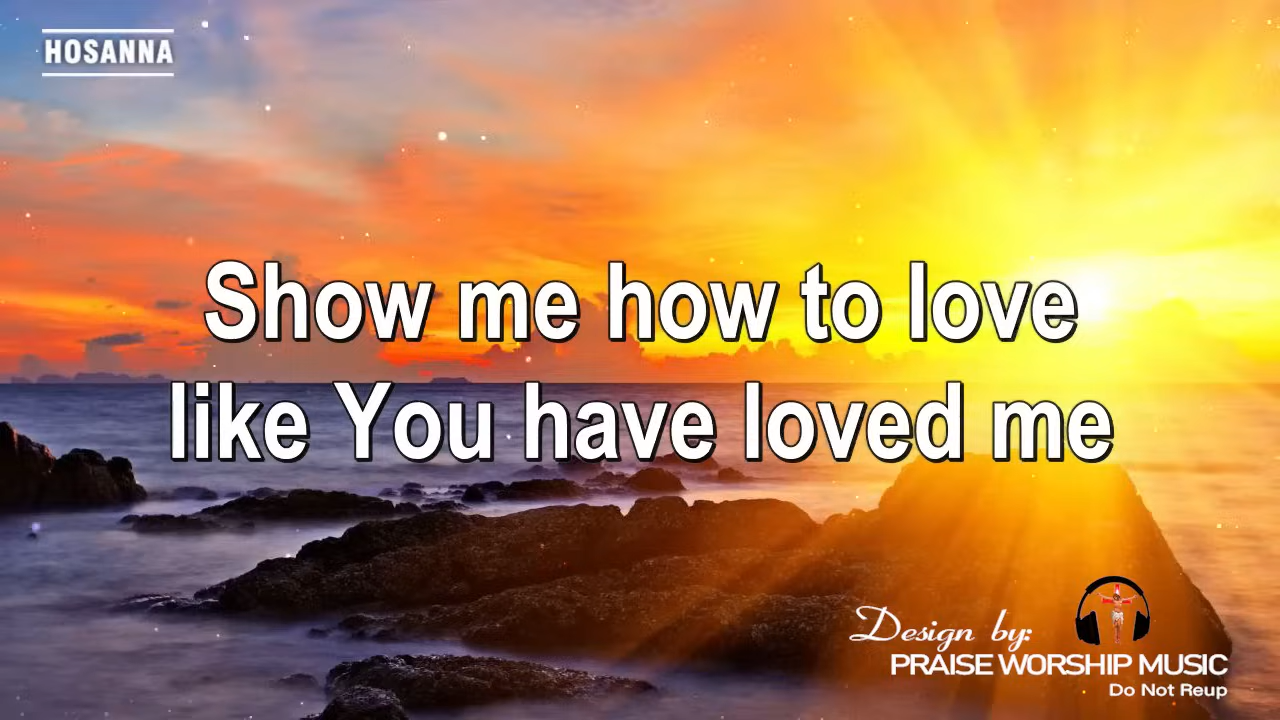 HOSANNA
Show me how to love
like You have loved me
Design by:
PRAISE WORSHIP MUSIC
Do Not Reup